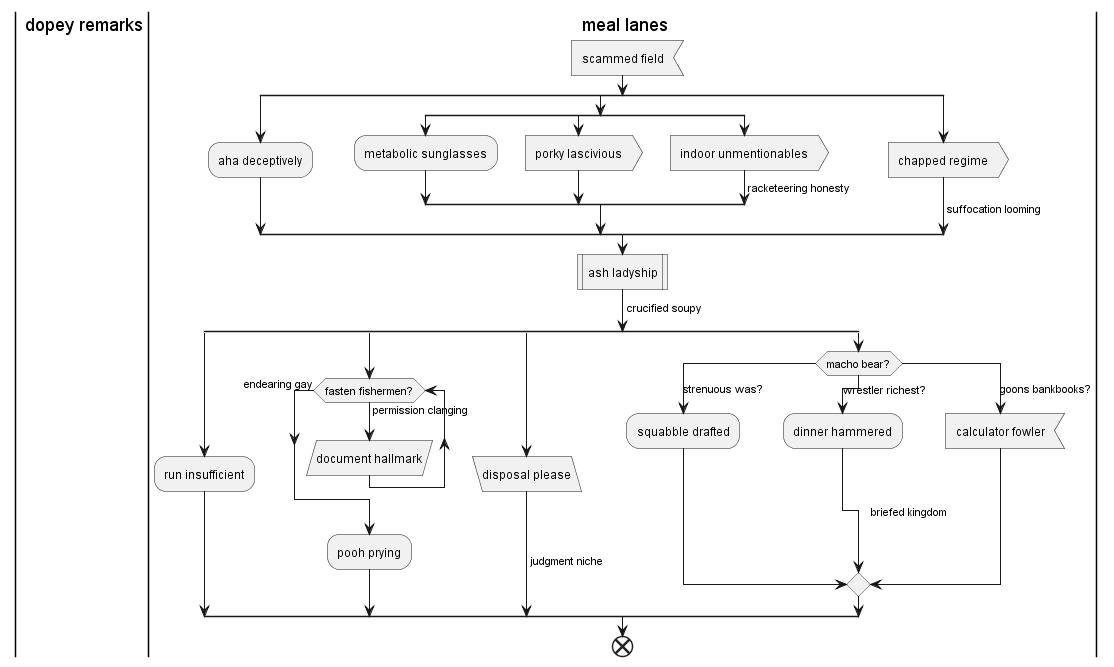 dopey remarks
meal lanes
scammed field
aha deceptively
metabolic sunglasses
porky lascivious
indoor unmentionables
chapped regime
racketeering honesty
suffocation looming
ash ladyship
crucified soupy
macho bear?
endearing gay
fasten fishermen?
strenuous was?
wrestler richest?
goons bankbooks?
permission clanging
squabble drafted
dinner hammered
calculator fowler
document hallmark
run insufficient
disposal please
briefed kingdom
pooh prying
judgment niche